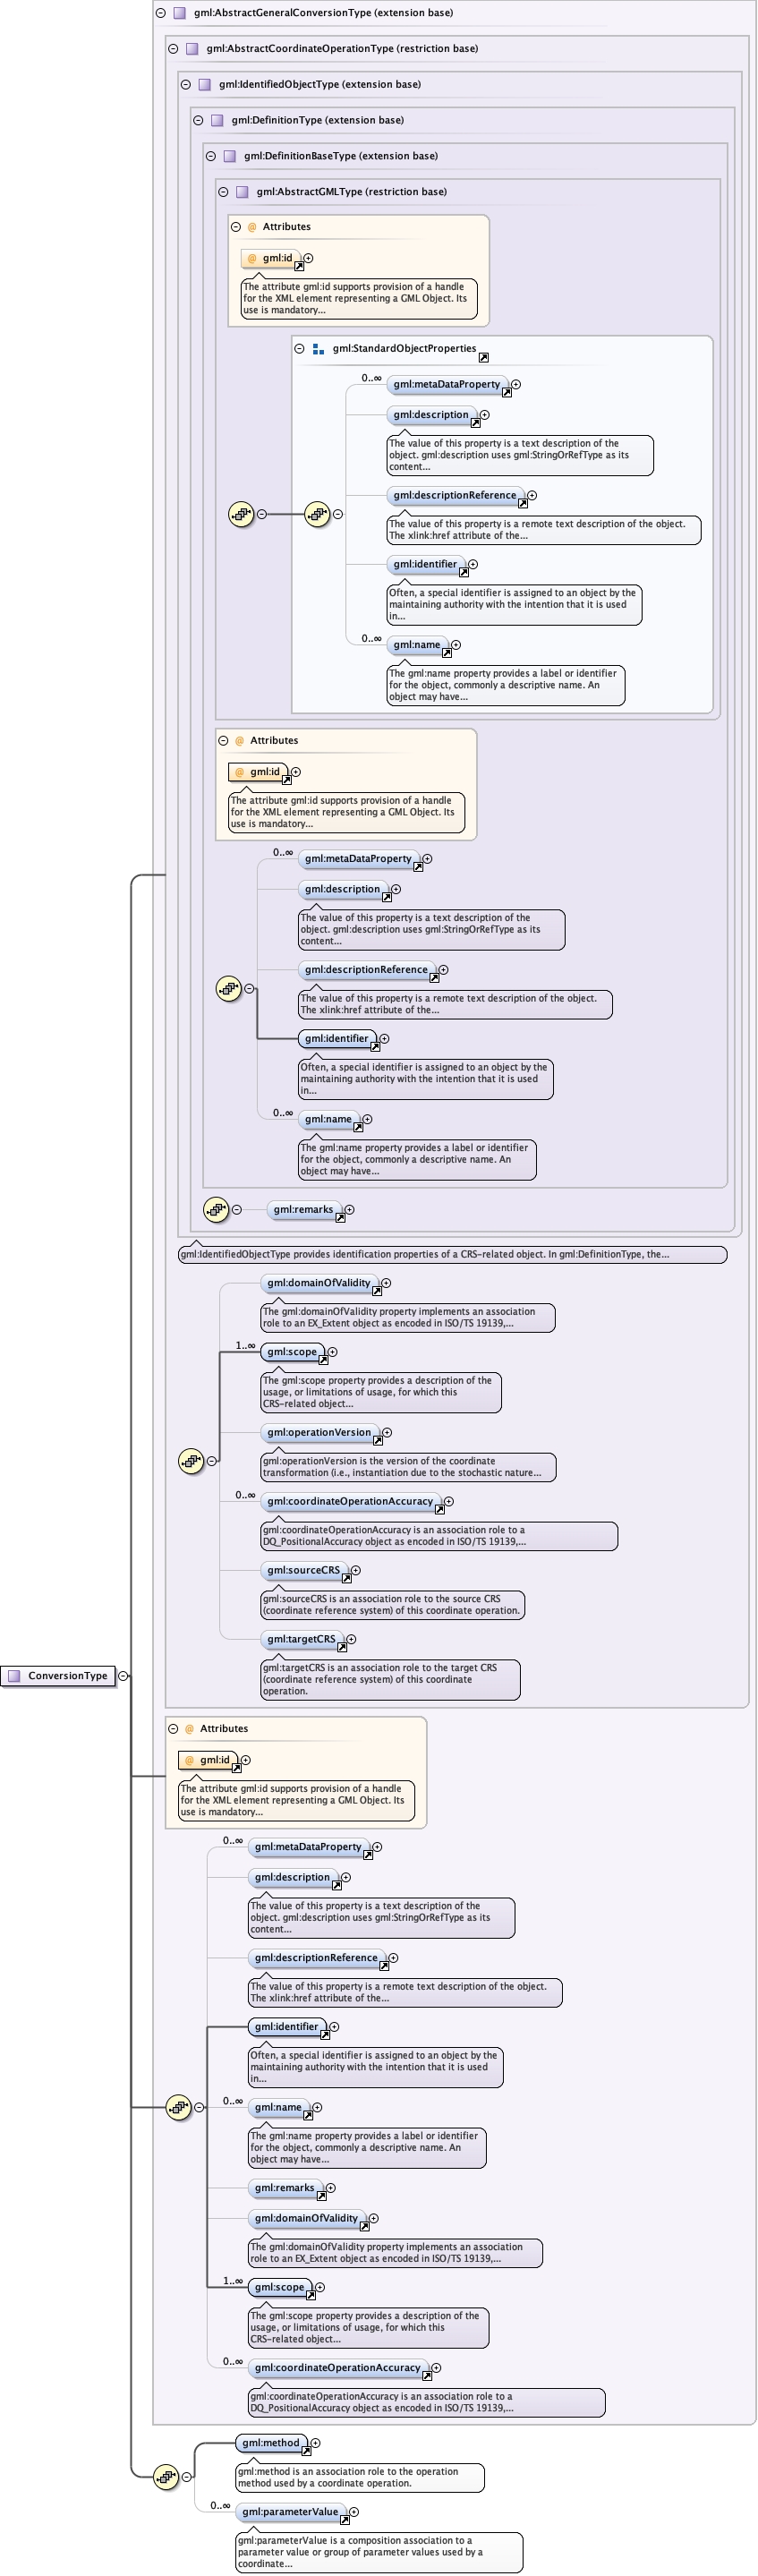 gml:AbstractGeneralConversionType (extension base)
gml:AbstractCoordinateOperationType (restriction base)
gml:IdentifiedObjectType (extension base)
gml:DefinitionType (extension base)
gml:DefinitionBaseType (extension base)
gml:AbstractGMLType (restriction base)
@ Attributes
@ gml:id
The attribute gml:id supports provision of a handle
for the XML element representing a GML Object. Its
use is mandatory...
gml:StandardObjectProperties
0..∞
gml:metaDataProperty
gml:description
The value of this property is a text description of the
object. gml:description uses gml:StringOrRefType as its
content...
gml:descriptionReference
The value of this property is a remote text description of the object.
The xlink:href attribute of the...
gml:identifier
Often, a special identifier is assigned to an object by the
maintaining authority with the intention that it is used
in...
0..∞
gml:name
The gml:name property provides a label or identifier
for the object, commonly a descriptive name. An
object may have...
@ Attributes
@ gml:id
The attribute gml:id supports provision of a handle
for the XML element representing a GML Object. Its
use is mandatory...
0..∞
gml:metaDataProperty
gml:description
The value of this property is a text description of the
object. gml:description uses gml:StringOrRefType as its
content...
gml:descriptionReference
The value of this property is a remote text description of the object.
The xlink:href attribute of the...
gml:identifier
Often, a special identifier is assigned to an object by the
maintaining authority with the intention that it is used
in...
0..∞
gml:name
The gml:name property provides a label or identifier
for the object, commonly a descriptive name. An
object may have...
gml:remarks
gml:IdentifiedObjectType provides identification properties of a CRS-related object. In gml:DefinitionType, the...
gml:domainOfValidity
The gml:domainOfValidity property implements an association
role to an EX_Extent object as encoded in ISO/TS 19139,...
1..∞
gml:scope
The gml:scope property provides a description of the
usage, or limitations of usage, for which this
CRS-related object...
gml:operationVersion
gml:operationVersion is the version of the coordinate
transformation (i.e., instantiation due to the stochastic nature...
0..∞
gml:coordinateOperationAccuracy
gml:coordinateOperationAccuracy is an association role to a
DQ_PositionalAccuracy object as encoded in ISO/TS 19139,...
gml:sourceCRS
gml:sourceCRS is an association role to the source CRS
(coordinate reference system) of this coordinate operation.
gml:targetCRS
gml:targetCRS is an association role to the target CRS
(coordinate reference system) of this coordinate
operation.
ConversionType
@ Attributes
@ gml:id
The attribute gml:id supports provision of a handle
for the XML element representing a GML Object. Its
use is mandatory...
0..∞
gml:metaDataProperty
gml:description
The value of this property is a text description of the
object. gml:description uses gml:StringOrRefType as its
content...
gml:descriptionReference
The value of this property is a remote text description of the object.
The xlink:href attribute of the...
gml:identifier
Often, a special identifier is assigned to an object by the
maintaining authority with the intention that it is used
in...
0..∞
gml:name
The gml:name property provides a label or identifier
for the object, commonly a descriptive name. An
object may have...
gml:remarks
gml:domainOfValidity
The gml:domainOfValidity property implements an association
role to an EX_Extent object as encoded in ISO/TS 19139,...
1..∞
gml:scope
The gml:scope property provides a description of the
usage, or limitations of usage, for which this
CRS-related object...
0..∞
gml:coordinateOperationAccuracy
gml:coordinateOperationAccuracy is an association role to a
DQ_PositionalAccuracy object as encoded in ISO/TS 19139,...
gml:method
gml:method is an association role to the operation
method used by a coordinate operation.
0..∞
gml:parameterValue
gml:parameterValue is a composition association to a
parameter value or group of parameter values used by a
coordinate...